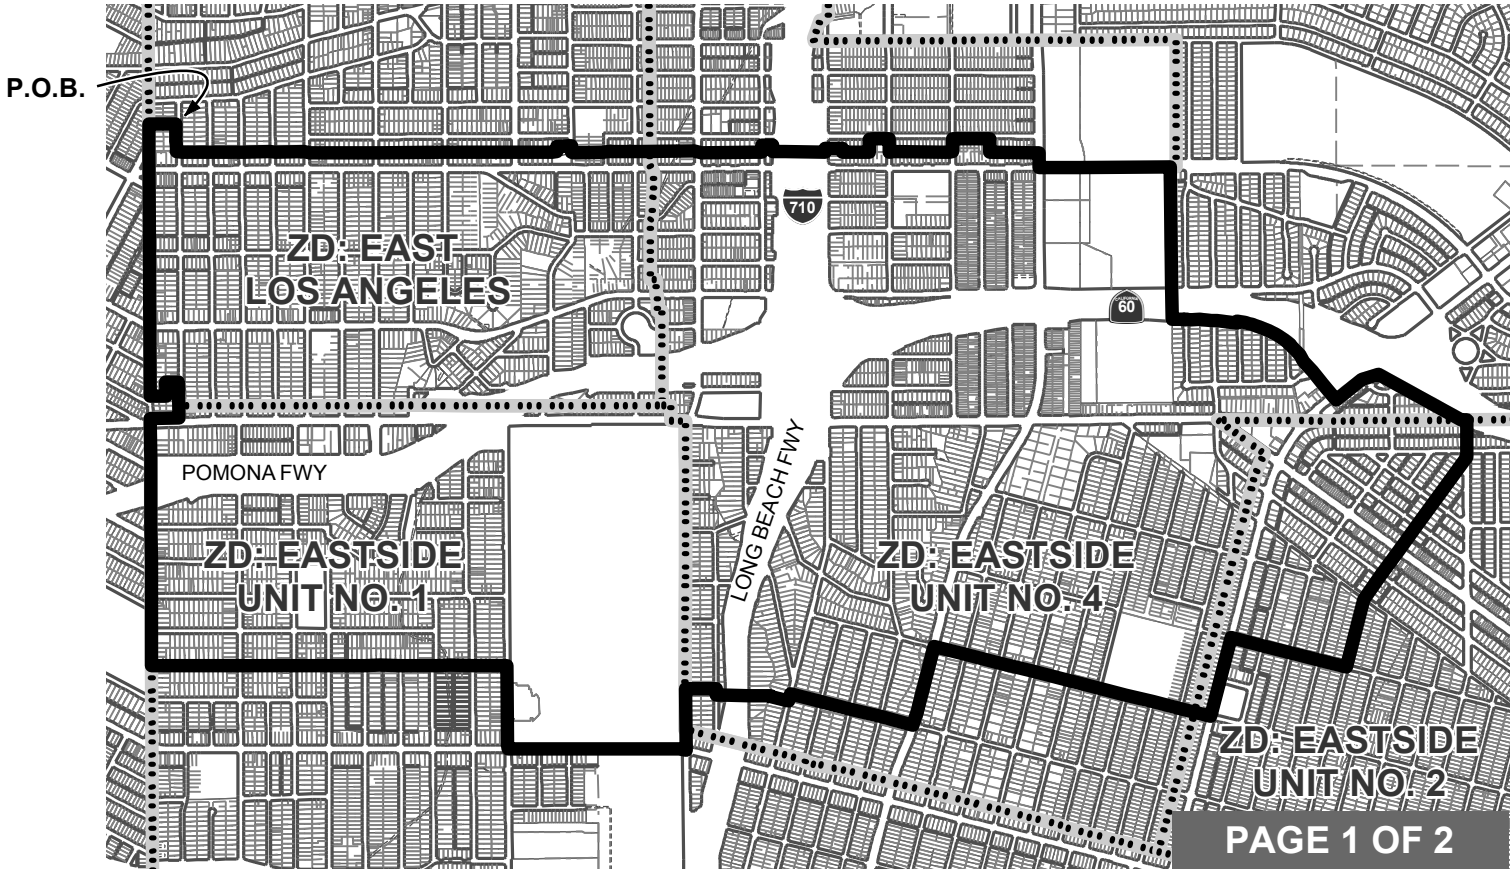 P.O.B.
710
ZD: EAST
LOS ANGELES
CALIFORNIA
60
POMONA FWY
LONG BEACH FWY
ZD: EASTSIDE
UNIT NO. 1
ZD: EASTSIDE
UNIT NO. 4
ZD: EASTSIDE
UNIT NO. 2
PAGE 1 OF 2